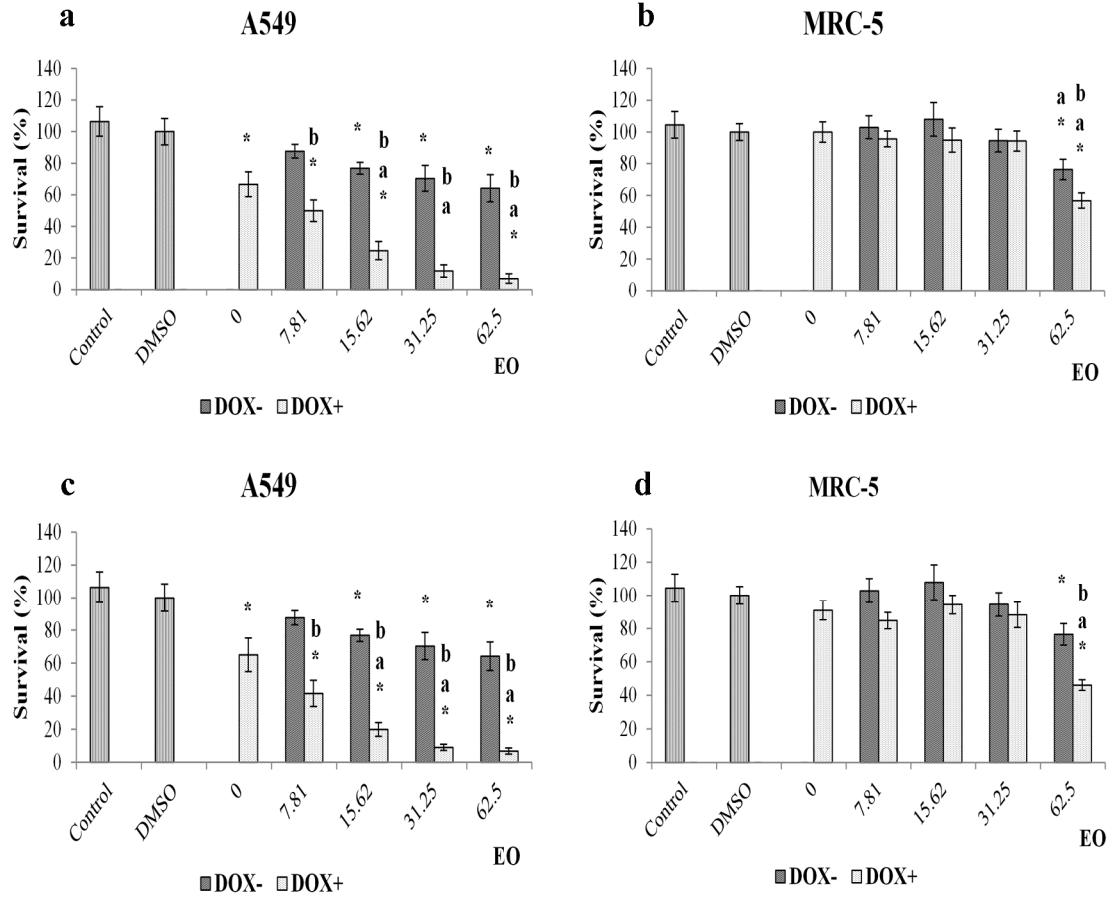 a
A549
Survival (%)
140
120
100
80
60
40
20
0
* b * * b a * * b a * b a *
Control DMSO 0 7.81 15.62 31.25 62.5
EO
DOX- DOX+
b
MRC-5
Survival (%)
140
120
100
80
60
40
20
0
a * b a *
Control DMSO 0 7.81 15.62 31.25 62.5
EO
DOX- DOX+
c
A549
Survival (%)
140
120
100
80
60
40
20
0
* b * * b a * * b a * * b a *
Control DMSO 0 7.81 15.62 31.25 62.5
EO
DOX- DOX+
d
MRC-5
Survival (%)
140
120
100
80
60
40
20
0
* b a *
Control DMSO 0 7.81 15.62 31.25 62.5
EO
DOX- DOX+